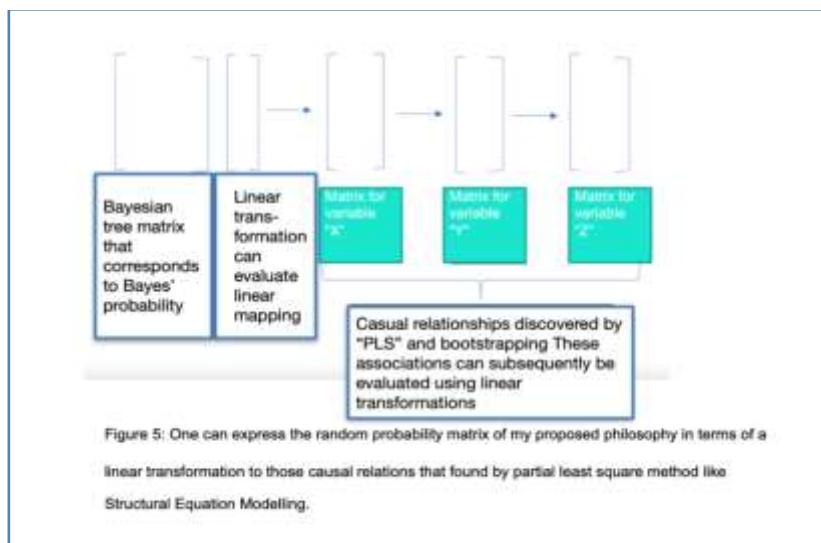 Bayesian
tree matrix
that
corresponds
to Bayes'
probability
Linear
trans-
formation
can
evaluate
linear
mapping
Matrix for
variable
"X"
Matrix for
variable
"Y"
Matrix for
variable
"Z"
Casual relationships discovered by
"PLS" and bootstrapping These
associations can subsequently be
evaluated using linear
transformations
Figure 5: One can express the random probability matrix of my proposed philosophy in terms of a
linear transformation to those causal relations that found by partial least square method like
Structural Equation Modelling.